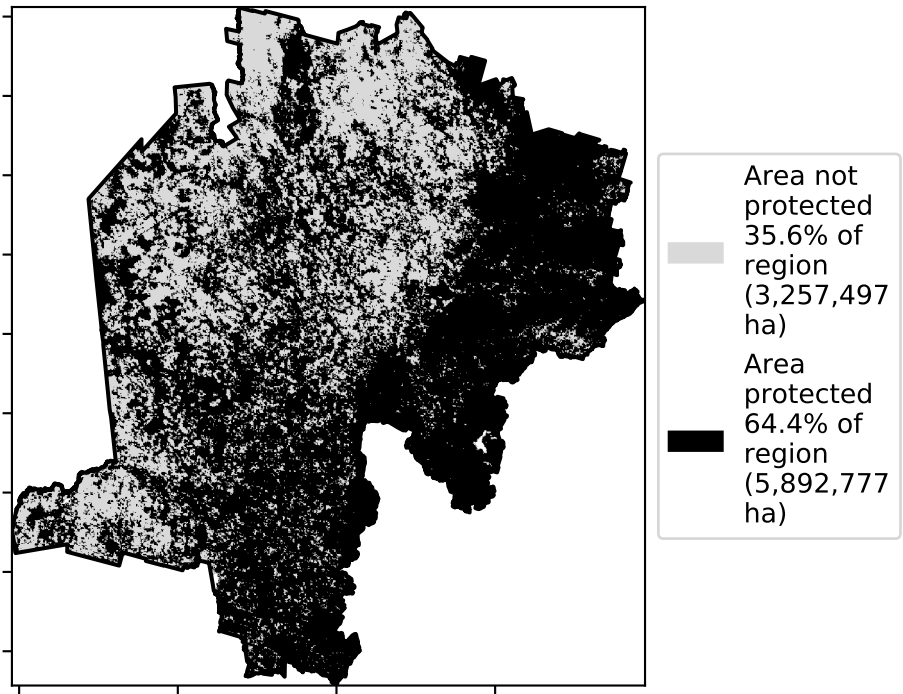 Area not
protected
35.6% of
region
(3,257,497
ha)
Area
protected
64.4% of
region
(5,892,777
ha)